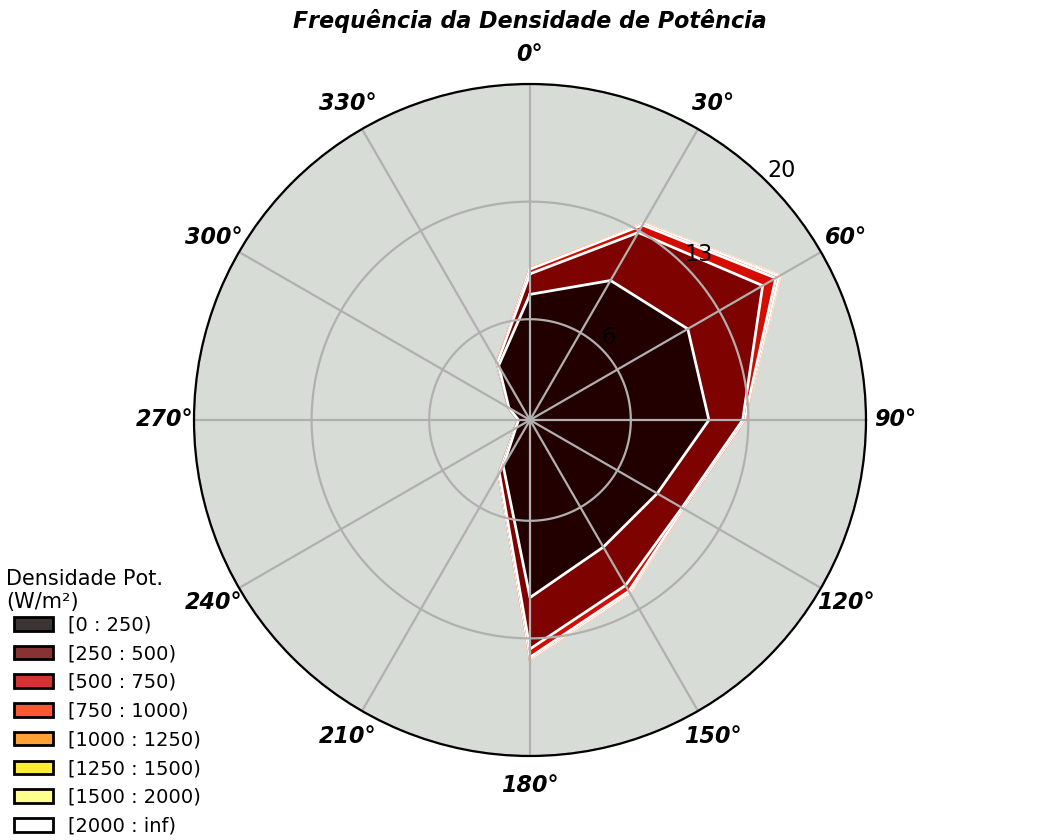 Frequência da Densidade de Potência
0°
330°
30°
20
300°
60°
13
6
270°
90°
240°
120°
210°
150°
180°
Densidade Pot.
(W/m²)
[0 : 250)
[250 : 500)
[500 : 750)
[750 : 1000)
[1000 : 1250)
[1250 : 1500)
[1500 : 2000)
[2000 : inf)